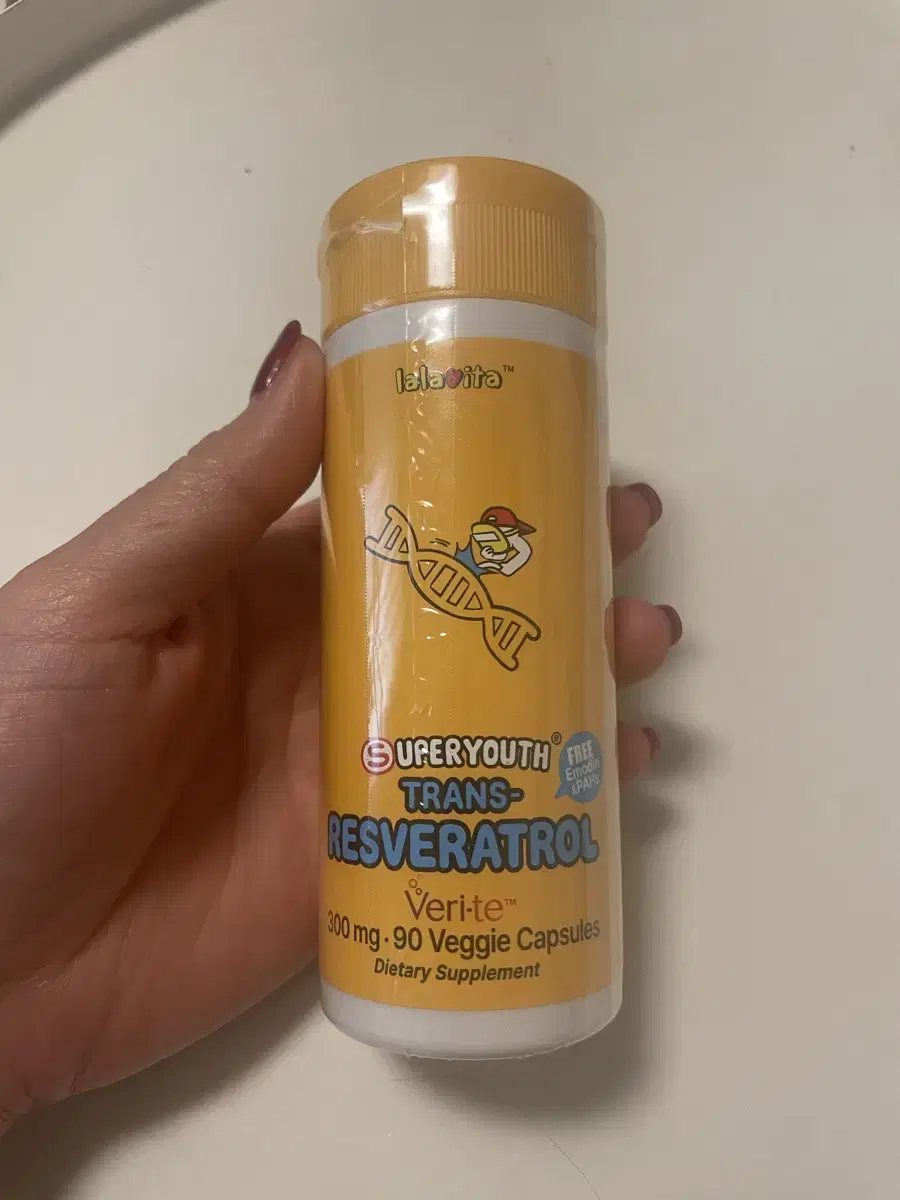 lalavita™
SUPERYOUTH®
FREE
Emodin
&PAHs
TRANS-
RESVERATROL
Veri-te™
300 mg · 90 Veggie Capsules
Dietary Supplement